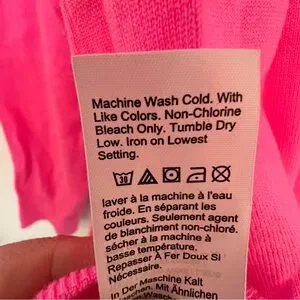 Machine Wash Cold. With
Like Colors. Non-Chlorine
Bleach Only. Tumble Dry
Low. Iron on Lowest
Setting.
30
laver à la machine à l'eau
froide. En séparant les
couleurs. Seulement agent
de blanchiment non-chloré.
sécher à la machine à
basse température.
Repasser À Fer Doux Si
Nécessaire.
In Der Maschine Kalt
Mit Ähnlichen